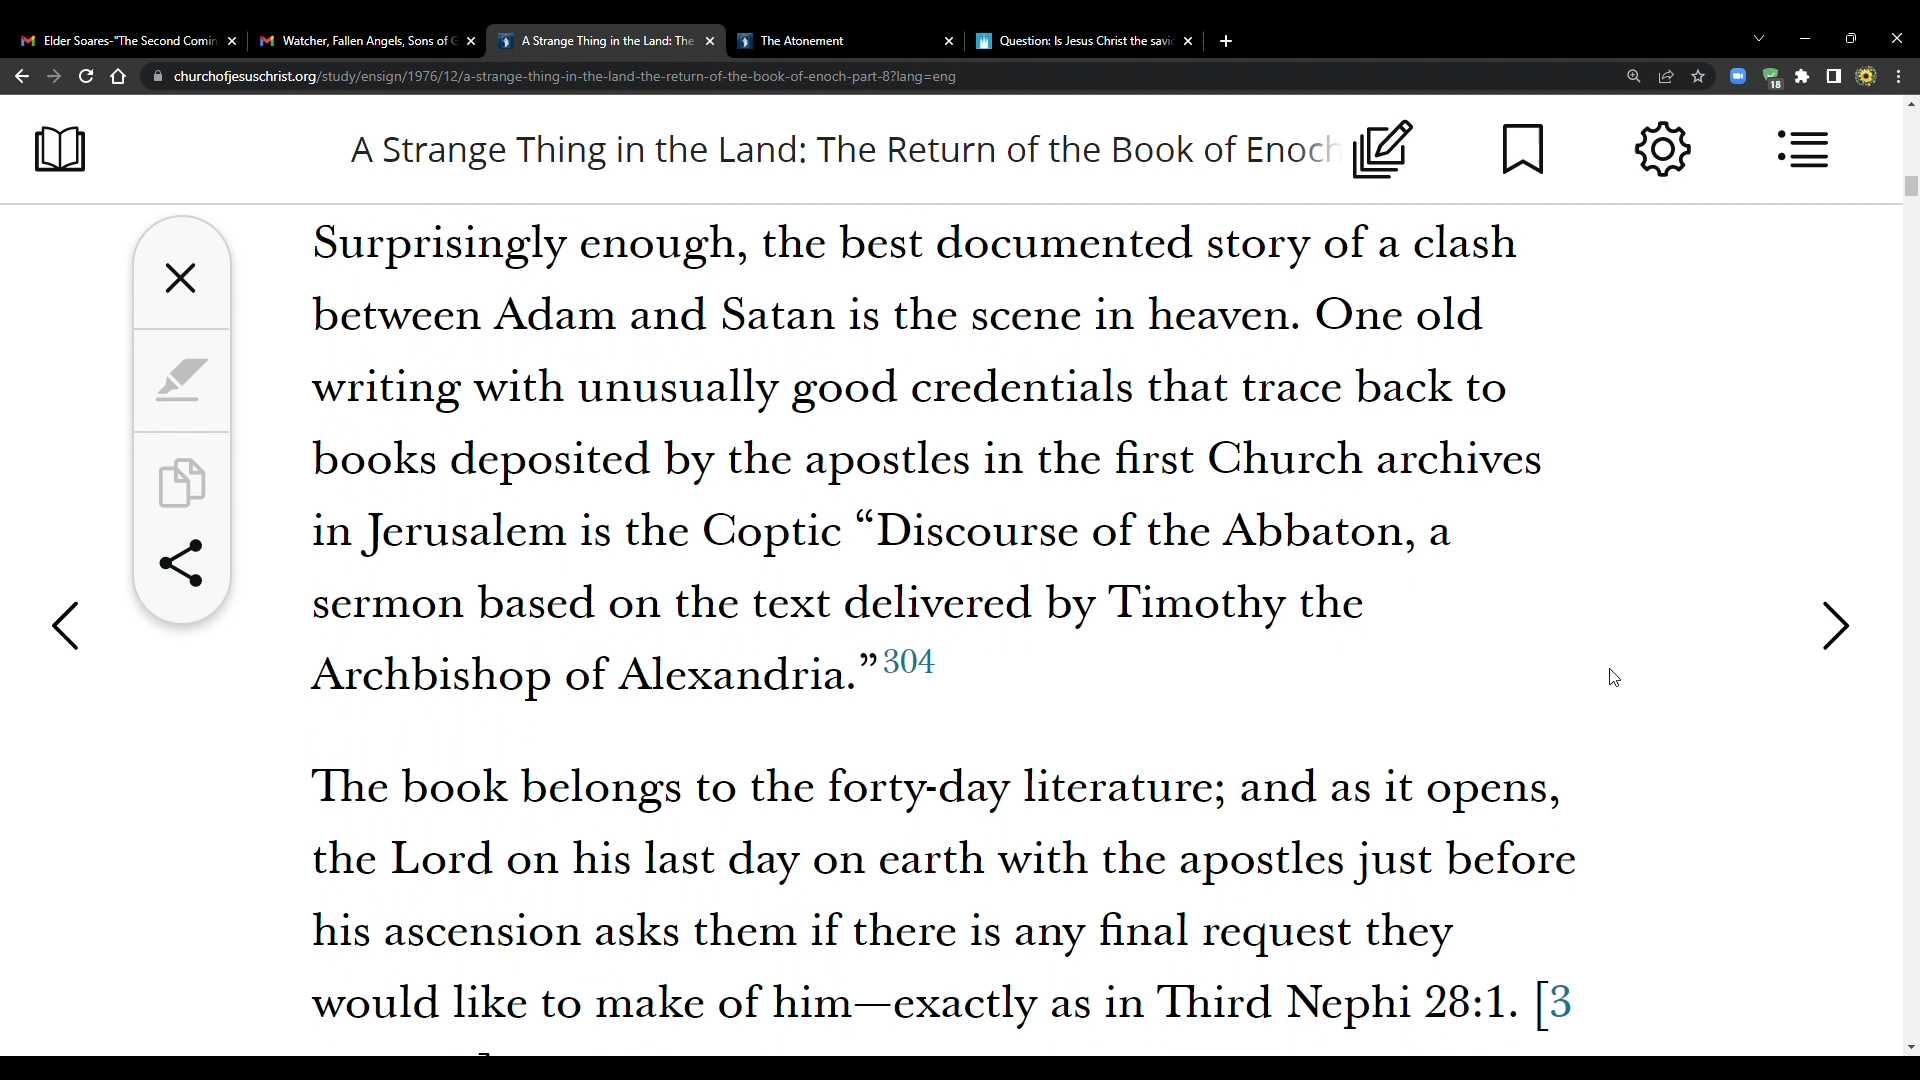 Elder Soares-"The Second Comin
Watcher, Fallen Angels, Sons of G
A Strange Thing in the Land: The
The Atonement
Question: Is Jesus Christ the savi
churchofjesuschrist.org/study/ensign/1976/12/a-strange-thing-in-the-land-the-return-of-the-book-of-enoch-part-8?lang=eng
18
A Strange Thing in the Land: The Return of the Book of Enoch
Surprisingly enough, the best documented story of a clash
between Adam and Satan is the scene in heaven. One old
writing with unusually good credentials that trace back to
books deposited by the apostles in the first Church archives
in Jerusalem is the Coptic “Discourse of the Abbaton, a
sermon based on the text delivered by Timothy the
Archbishop of Alexandria.”304
The book belongs to the forty-day literature; and as it opens,
the Lord on his last day on earth with the apostles just before
his ascension asks them if there is any final request they
would like to make of him—exactly as in Third Nephi 28:1. [3